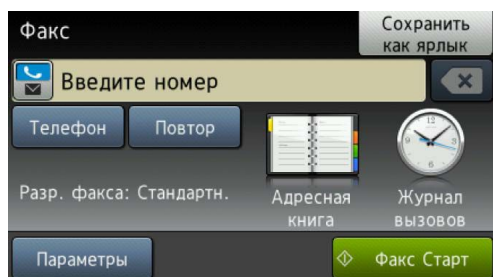 Факс
Сохранить
как ярлык
Введите номер
Телефон
Повтор
Разр. факса: Стандартн.
Адресная
книга
Журнал
вызовов
Параметры
Факс Старт